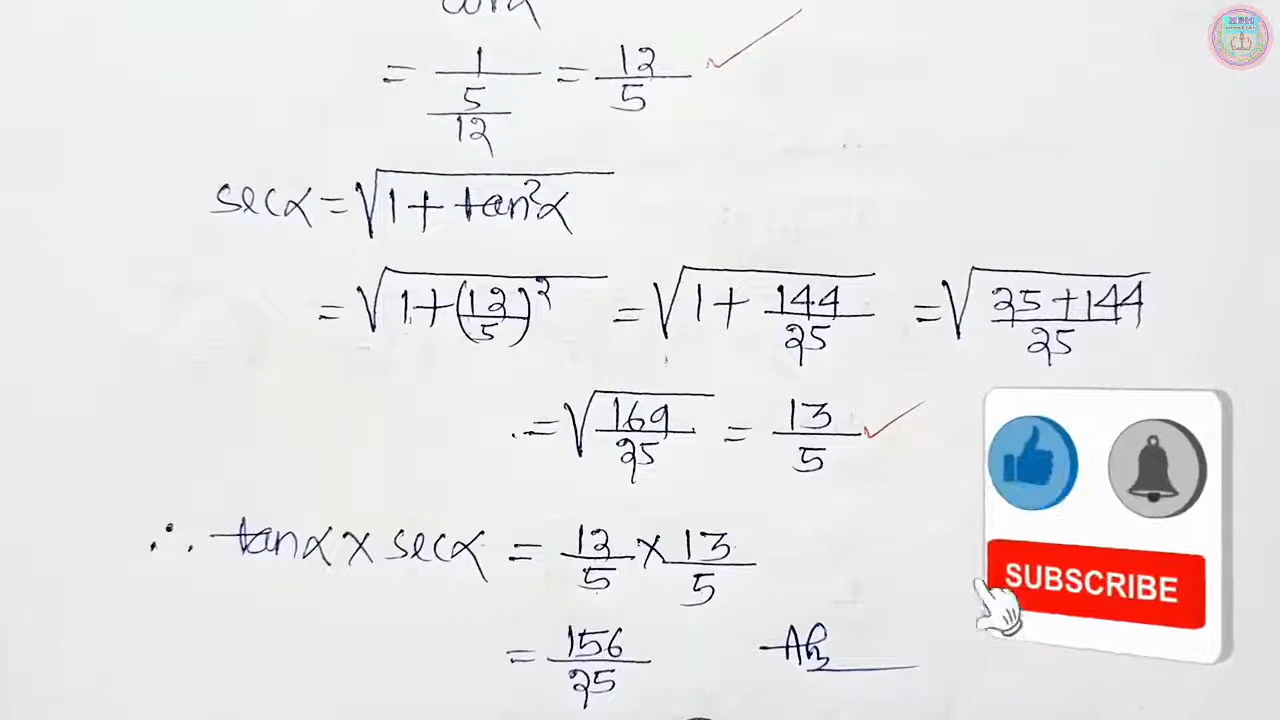 cotα
= 1/(5/12) = 12/5
secα = √(1 + tan²α)
= √(1 + (12/5)²) = √(1 + 144/25) = √((25 + 144)/25)
= √(169/25) = 13/5
∴ tanα × secα = 12/5 × 13/5
= 156/25 Ans
SUBSCRIBE